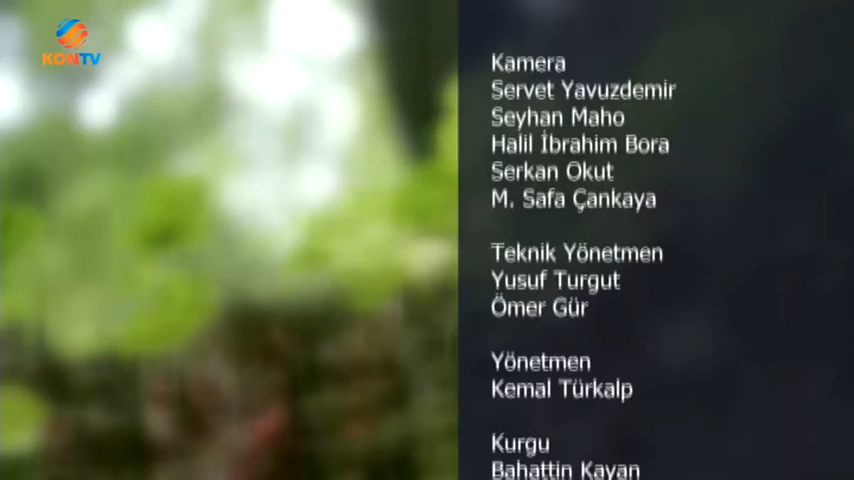 KONTV
Kamera
Servet Yavuzdemir
Seyhan Maho
Halil İbrahim Bora
Serkan Okut
M. Safa Çankaya
Teknik Yönetmen
Yusuf Turgut
Ömer Gür
Yönetmen
Kemal Türkalp
Kurgu
Bahattin Kayan